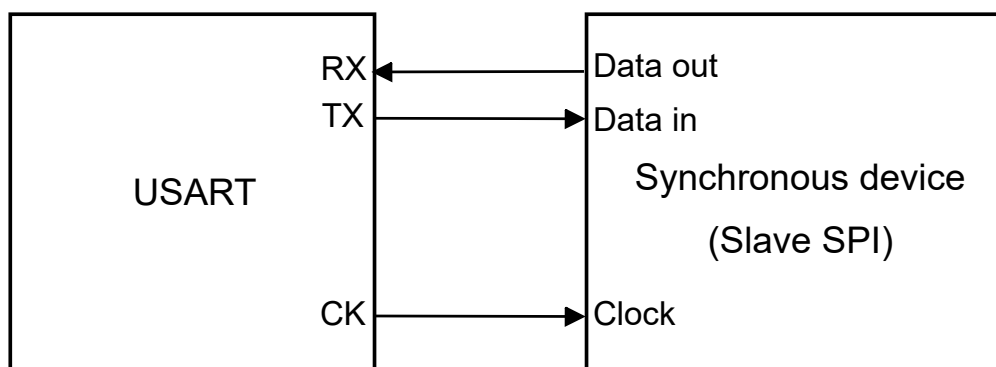 RX
Data out
TX
Data in
USART
Synchronous device
(Slave SPI)
CK
Clock